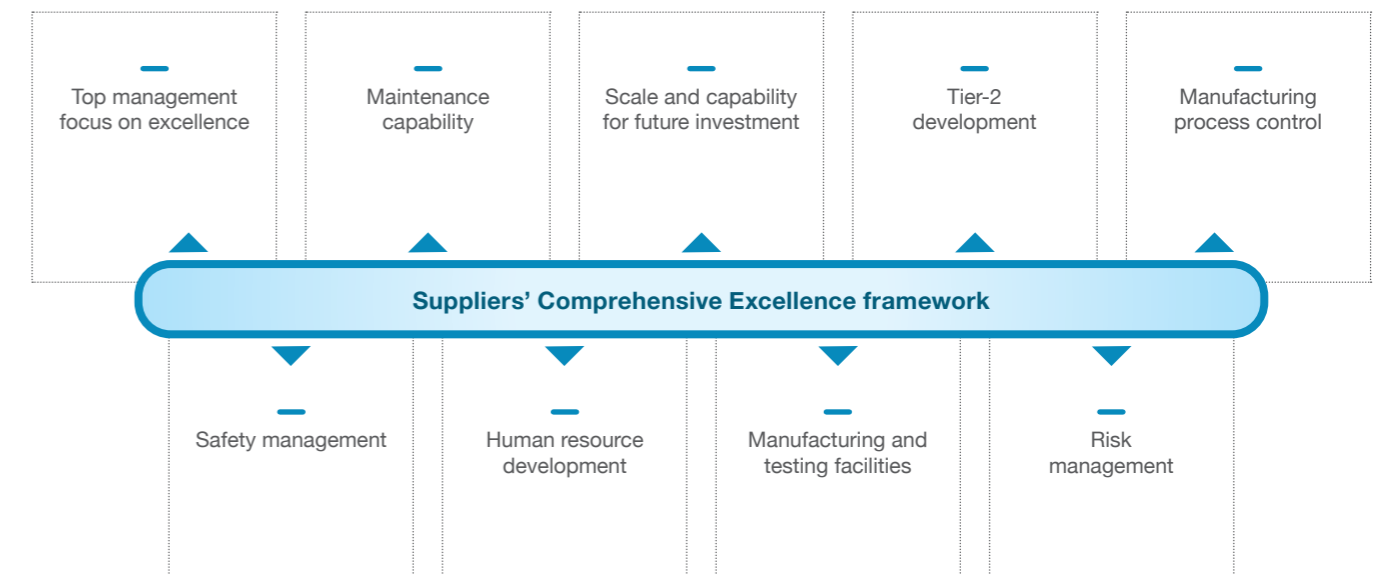 Top management
focus on excellence
Maintenance
capability
Scale and capability
for future investment
Tier-2
development
Manufacturing
process control
Suppliers’ Comprehensive Excellence framework
Safety management
Human resource
development
Manufacturing and
testing facilities
Risk
management